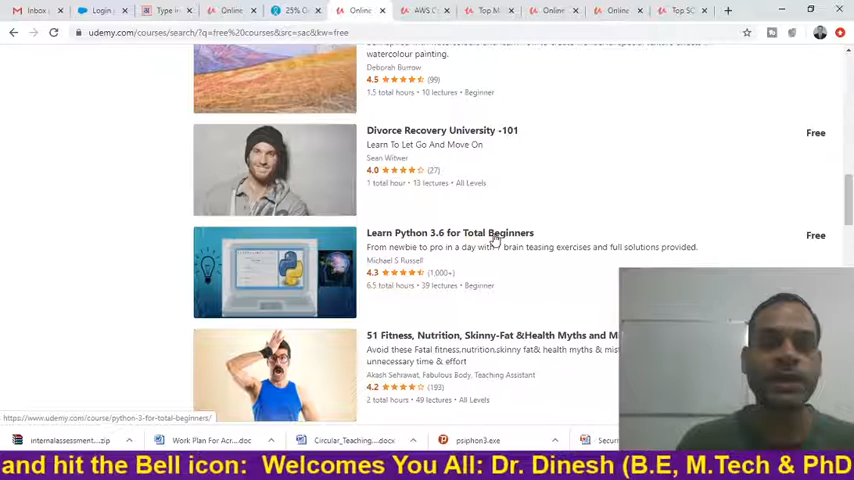 Inbox
Login
Type i
Online
25% O
Online
AWS C
Top M
Online
Online
Top SC
udemy.com/courses/search/?q=free%20courses&src=sac&kw=free
watercolour painting.
Deborah Burrow
4.5 (99)
1.5 total hours • 10 lectures • Beginner
Divorce Recovery University -101
Free
Learn To Let Go And Move On
Sean Witwer
4.0 (27)
1 total hour • 13 lectures • All Levels
Learn Python 3.6 for Total Beginners
Free
From newbie to pro in a day with 7 brain teasing exercises and full solutions provided.
Michael S Russell
4.3 (1,000+)
6.5 total hours • 39 lectures • Beginner
51 Fitness, Nutrition, Skinny-Fat &Health Myths and M
Avoid these Fatal fitness,nutrition,skinny fat& health myths & mis
unnecessary time & effort
Akash Sehrawat, Fabulous Body, Teaching Assistant
4.2 (193)
2 total hours • 49 lectures • All Levels
https://www.udemy.com/course/python-3-for-total-beginners/
internalassessment....zip
Work Plan For Acr....doc
Circular_Teaching....docx
psiphon3.exe
Secur
and hit the Bell icon: Welcomes You All: Dr. Dinesh (B.E, M.Tech & PhD